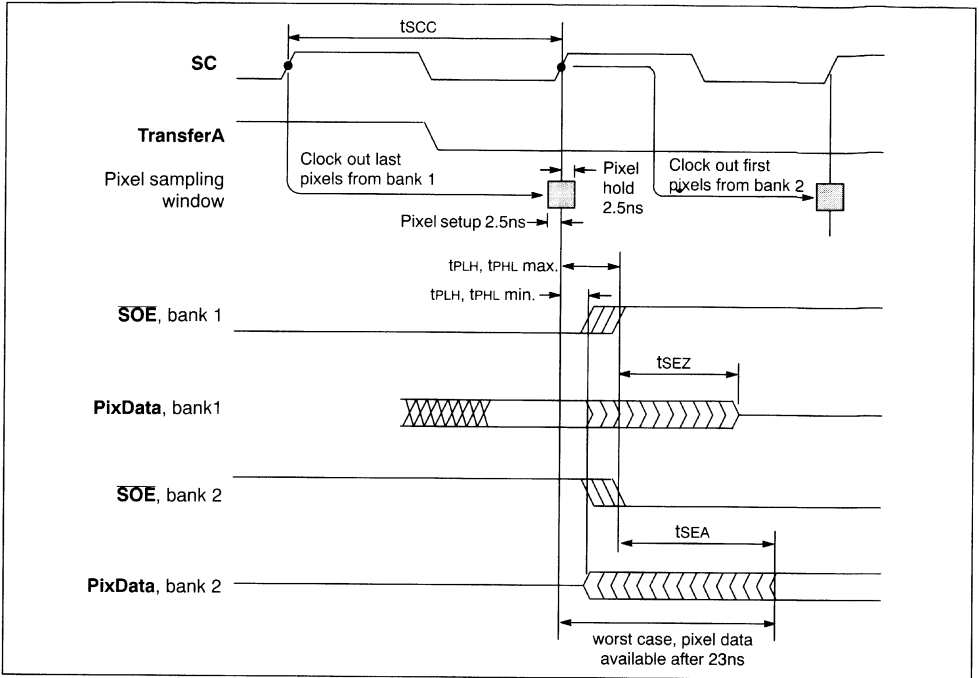 tSCC
SC
TransferA
Pixel sampling
window
Clock out last
pixels from bank 1
Pixel
hold
2.5ns
Clock out first
pixels from bank 2
Pixel setup 2.5ns
tPLH, tPHL max.
tPLH, tPHL min.
SOE, bank 1
tSEZ
PixData, bank1
SOE, bank 2
tSEA
PixData, bank 2
worst case, pixel data
available after 23ns